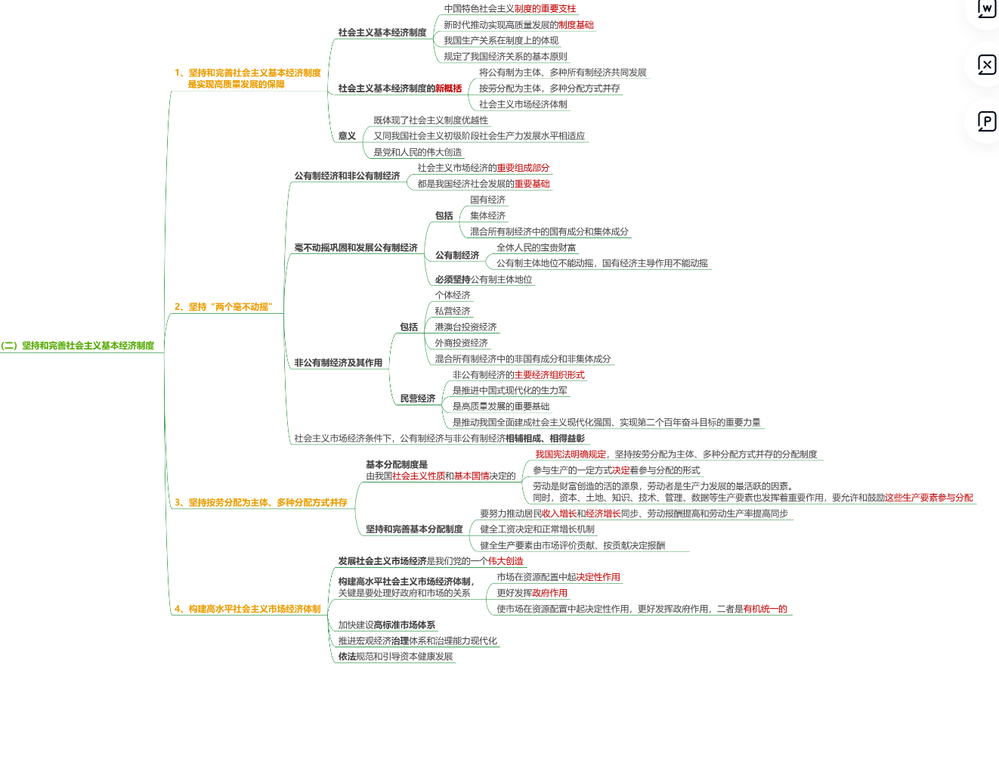 (二) 坚持和完善社会主义基本经济制度
1、坚持和完善社会主义基本经济制度
是实现高质量发展的保障
社会主义基本经济制度
中国特色社会主义制度的重要支柱
新时代推动实现高质量发展的制度基础
我国生产关系在制度上的体现
规定了我国经济关系的基本原则
社会主义基本经济制度的新概括
将公有制为主体、多种所有制经济共同发展
按劳分配为主体，多种分配方式并存
社会主义市场经济体制
意义
既体现了社会主义制度优越性
又同我国社会主义初级阶段社会生产力发展水平相适应
是党和人民的伟大创造
2、坚持“两个毫不动摇”
公有制经济和非公有制经济
社会主义市场经济的重要组成部分
都是我国经济社会发展的重要基础
毫不动摇巩固和发展公有制经济
包括
国有经济
集体经济
混合所有制经济中的国有成分和集体成分
公有制经济
全体人民的宝贵财富
公有制主体地位不能动摇，国有经济主导作用不能动摇
必须坚持公有制主体地位
非公有制经济及其作用
包括
个体经济
私营经济
港澳台投资经济
外商投资经济
混合所有制经济中的非国有成分和非集体成分
民营经济
非公有制经济的主要经济组织形式
是推进中国式现代化的生力军
是高质量发展的重要基础
是推动我国全面建成社会主义现代化强国、实现第二个百年奋斗目标的重要力量
社会主义市场经济条件下，公有制经济与非公有制经济相辅相成、相得益彰
3、坚持按劳分配为主体、多种分配方式并存
基本分配制度是
由我国社会主义性质和基本国情决定的
我国宪法明确规定，坚持按劳分配为主体、多种分配方式并存的分配制度
参与生产的一定方式决定着参与分配的形式
劳动是财富创造的活的源泉，劳动者是生产力发展的最活跃的因素。
同时，资本、土地、知识、技术、管理、数据等生产要素也发挥着重要作用，要允许和鼓励这些生产要素参与分配
坚持和完善基本分配制度
要努力推动居民收入增长和经济增长同步、劳动报酬提高和劳动生产率提高同步
健全工资决定和正常增长机制
健全生产要素由市场评价贡献、按贡献决定报酬
4、构建高水平社会主义市场经济体制
发展社会主义市场经济是我们党的一个伟大创造
构建高水平社会主义市场经济体制，
关键是要处理好政府和市场的关系
市场在资源配置中起决定性作用
更好发挥政府作用
使市场在资源配置中起决定性作用，更好发挥政府作用，二者是有机统一的
加快建设高标准市场体系
推进宏观经济治理体系和治理能力现代化
依法规范和引导资本健康发展
W
X
P